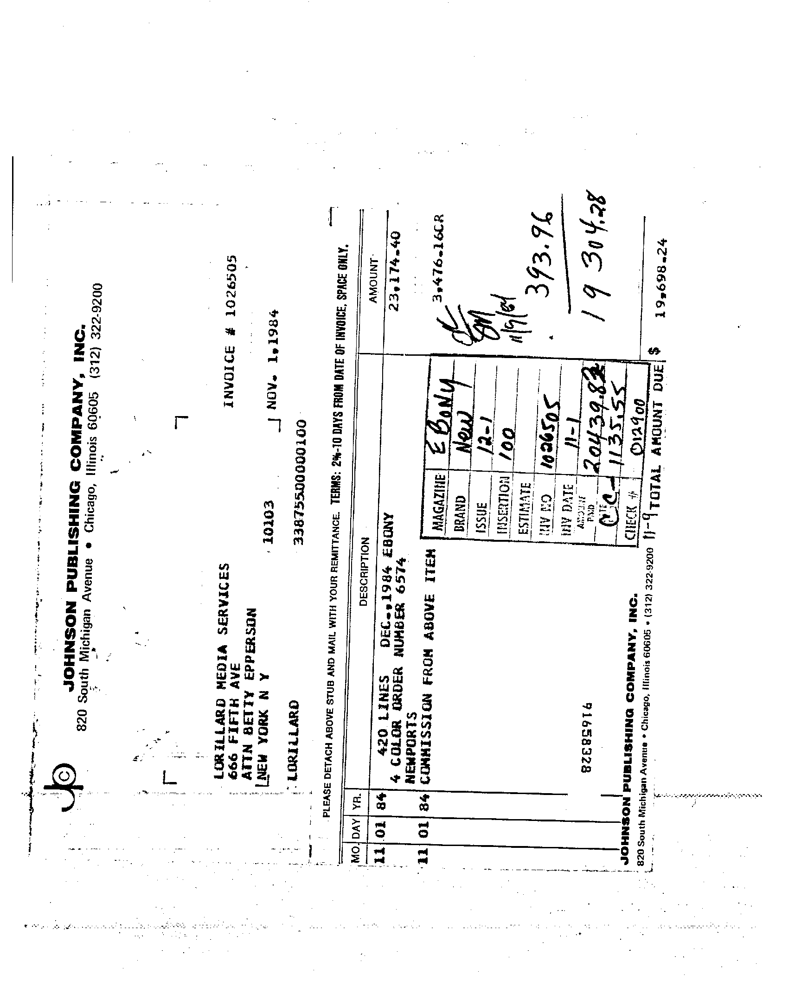 JOHNSON PUBLISHING COMPANY, INC.
820 South Michigan Avenue • Chicago, Illinois 60605 (312) 322-9200
INVOICE # 1026505
LORILLARD MEDIA SERVICES
666 FIFTH AVE
ATTN BETTY EPPERSON
NEW YORK N Y 10103 NOV. 1,1984
LORILLARD 33875500000100
PLEASE DETACH ABOVE STUB AND MAIL WITH YOUR REMITTANCE. TERMS: 2%-10 DAYS FROM DATE OF INVOICE, SPACE ONLY.
MO. DAY YR. DESCRIPTION AMOUNT
11 01 84 420 LINES DEC.,1984 EBONY 23,174.40
4 COLOR ORDER NUMBER 6574
NEWPORTS
11 01 84 COMMISSION FROM ABOVE ITEM 3,476.16CR
MAGAZINE EBONY
BRAND New
ISSUE 12-1
INSERTION 100
ESTIMATE
INV NO 1026505
INV DATE 11-1
AMOUNT PAID 20439.83
C- 1135.55
CHECK # 012900
11-9
OK
SM
11/9/84
393.96
19 304.28
91658328
JOHNSON PUBLISHING COMPANY, INC.
820 South Michigan Avenue • Chicago, Illinois 60605 • (312) 322-9200
TOTAL AMOUNT DUE $ 19,698.24